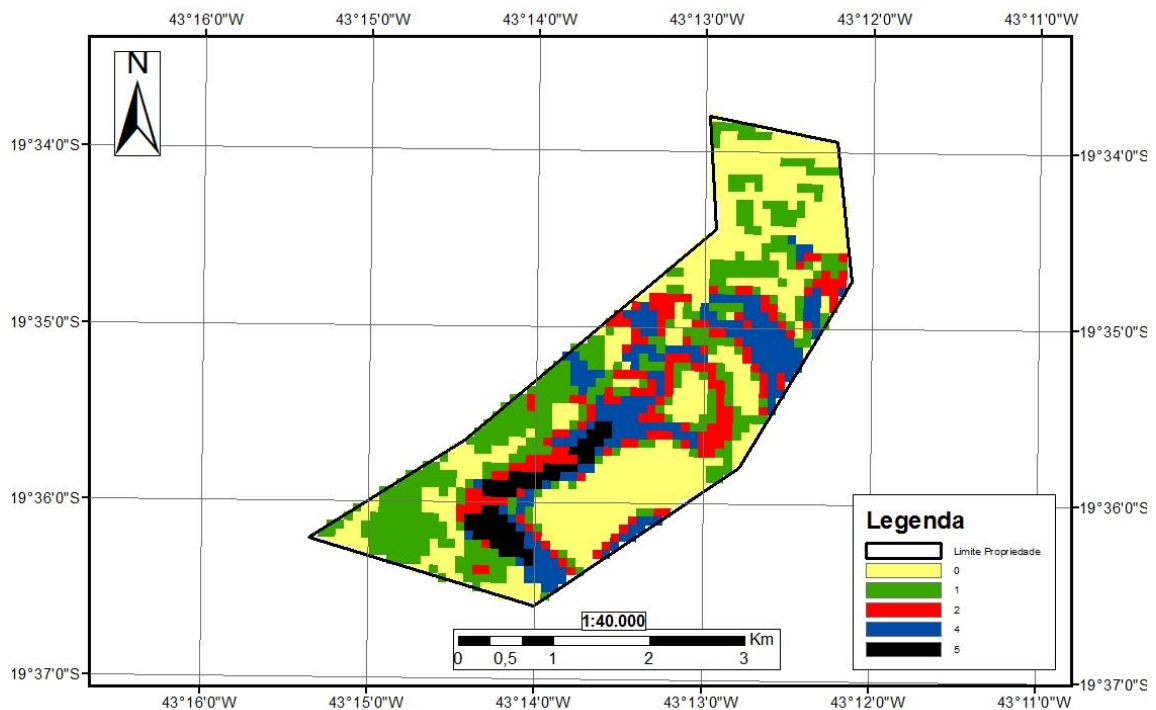 43°16'0"W 43°15'0"W 43°14'0"W 43°13'0"W 43°12'0"W 43°11'0"W
N
19°34'0"S 19°34'0"S
19°35'0"S 19°35'0"S
19°36'0"S 19°36'0"S
Legenda
Limite Propriedade
0
1
2
4
5
1:40.000
Km
0 0,5 1 2 3
19°37'0"S 19°37'0"S
43°16'0"W 43°15'0"W 43°14'0"W 43°13'0"W 43°12'0"W 43°11'0"W